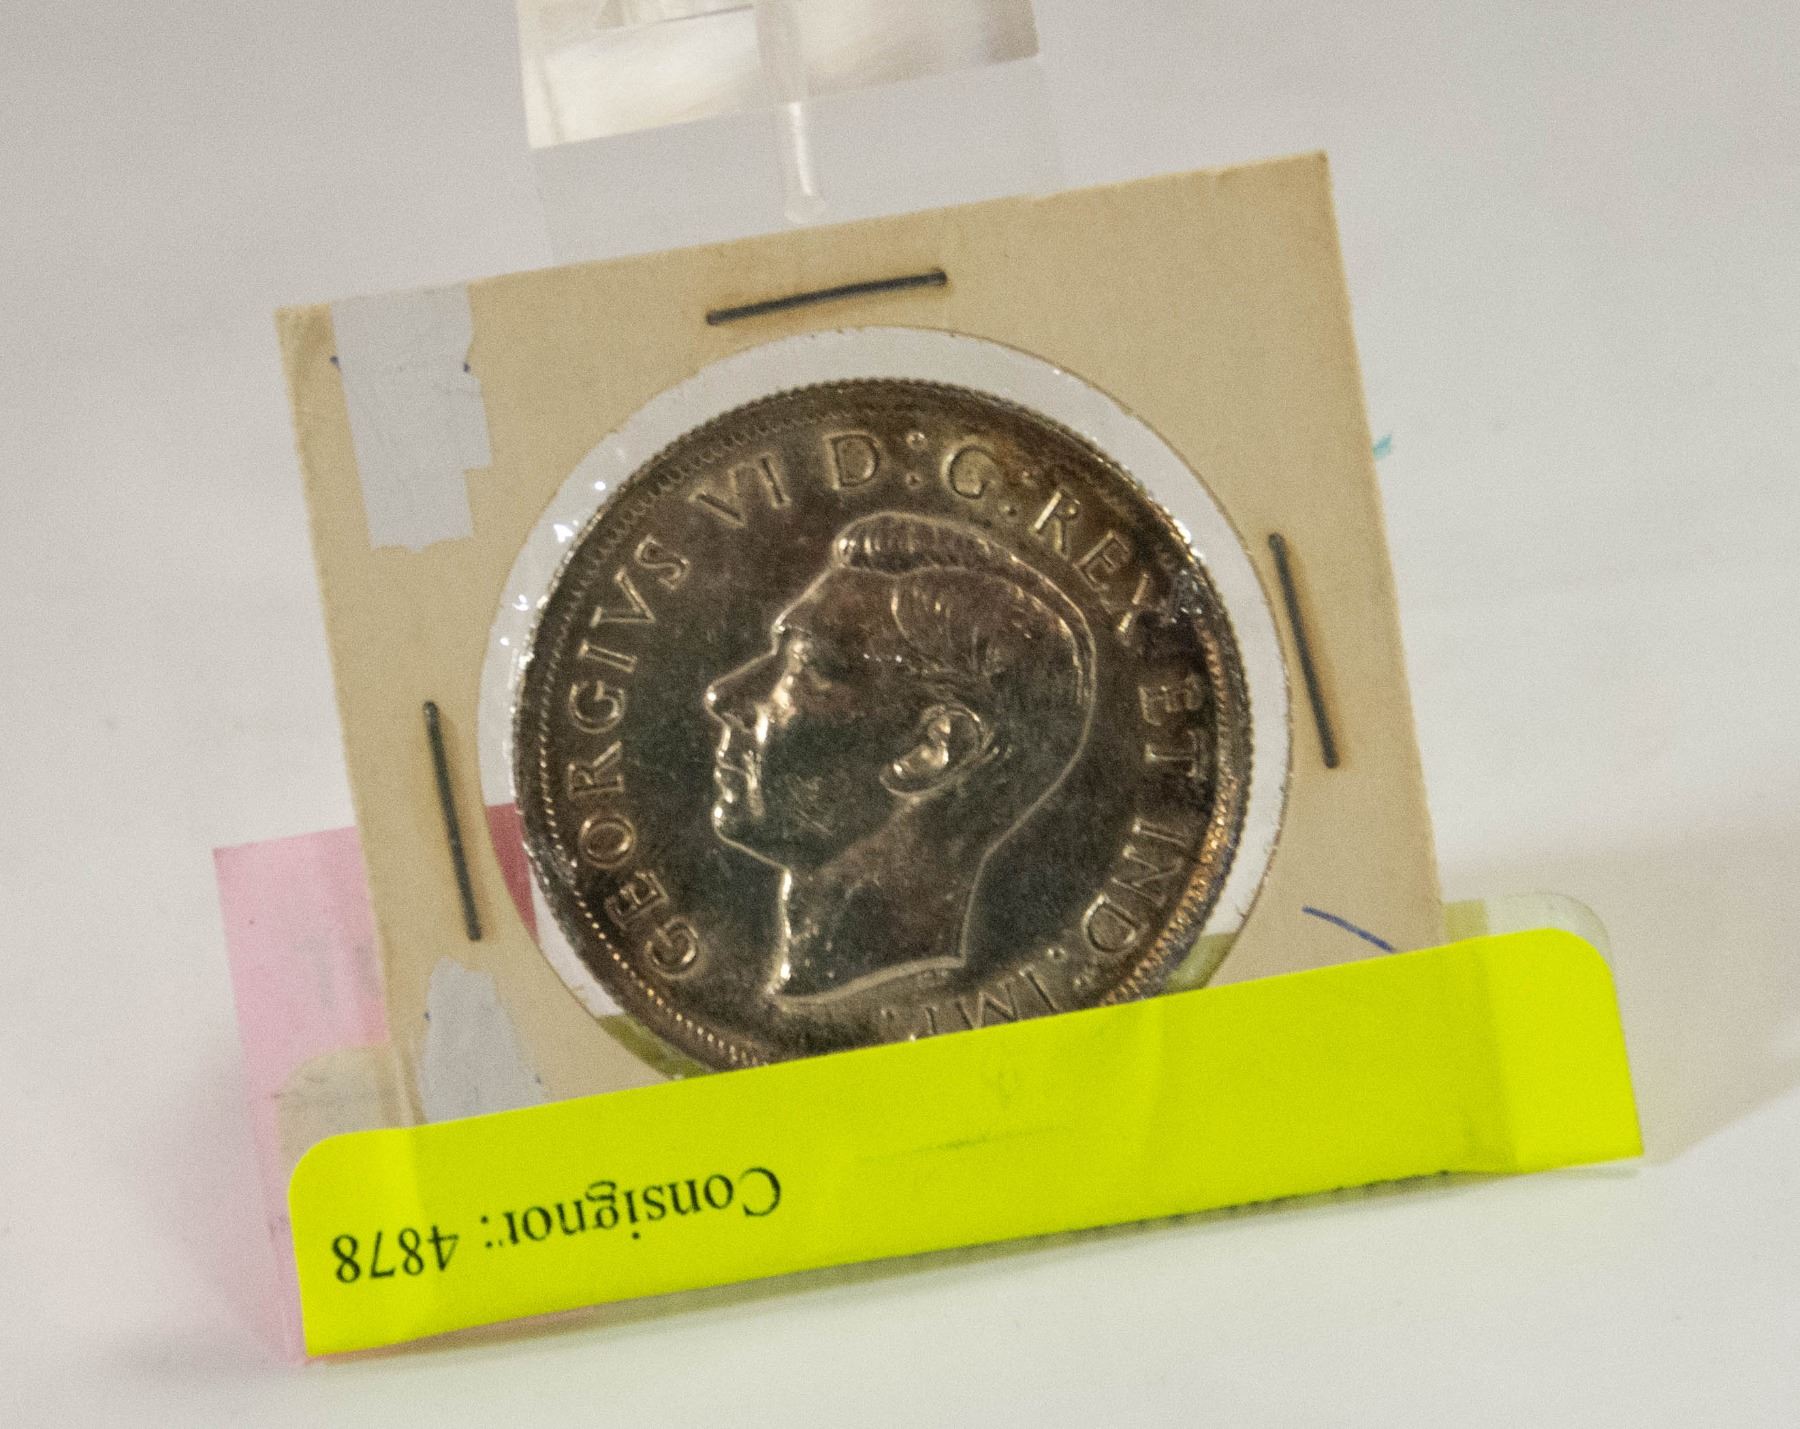 GEORGIVS VI D:G:REX ET IND:IMP:
Consignor: 4878